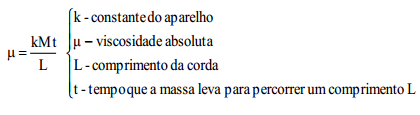 μ = kMt / L
k - constante do aparelho
μ – viscosidade absoluta
L - comprimento da corda
t - tempo que a massa leva para percorrer um comprimento L